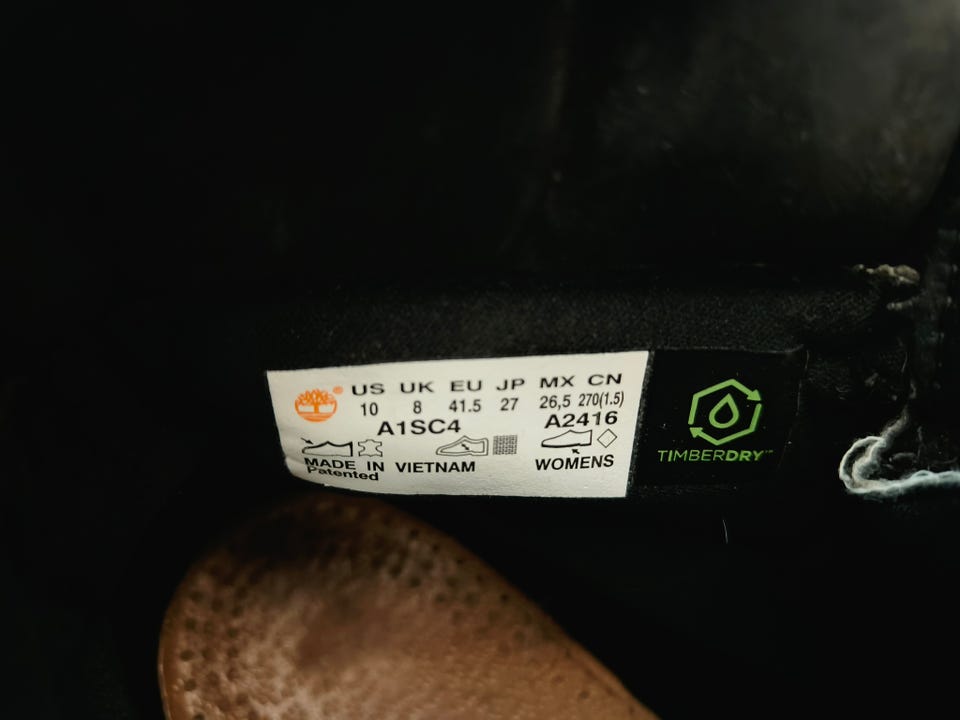 US UK EU JP MX CN
10 8 41.5 27 26,5 270(1.5)
A1SC4 A2416
MADE IN VIETNAM WOMENS
Patented
TIMBERDRY™